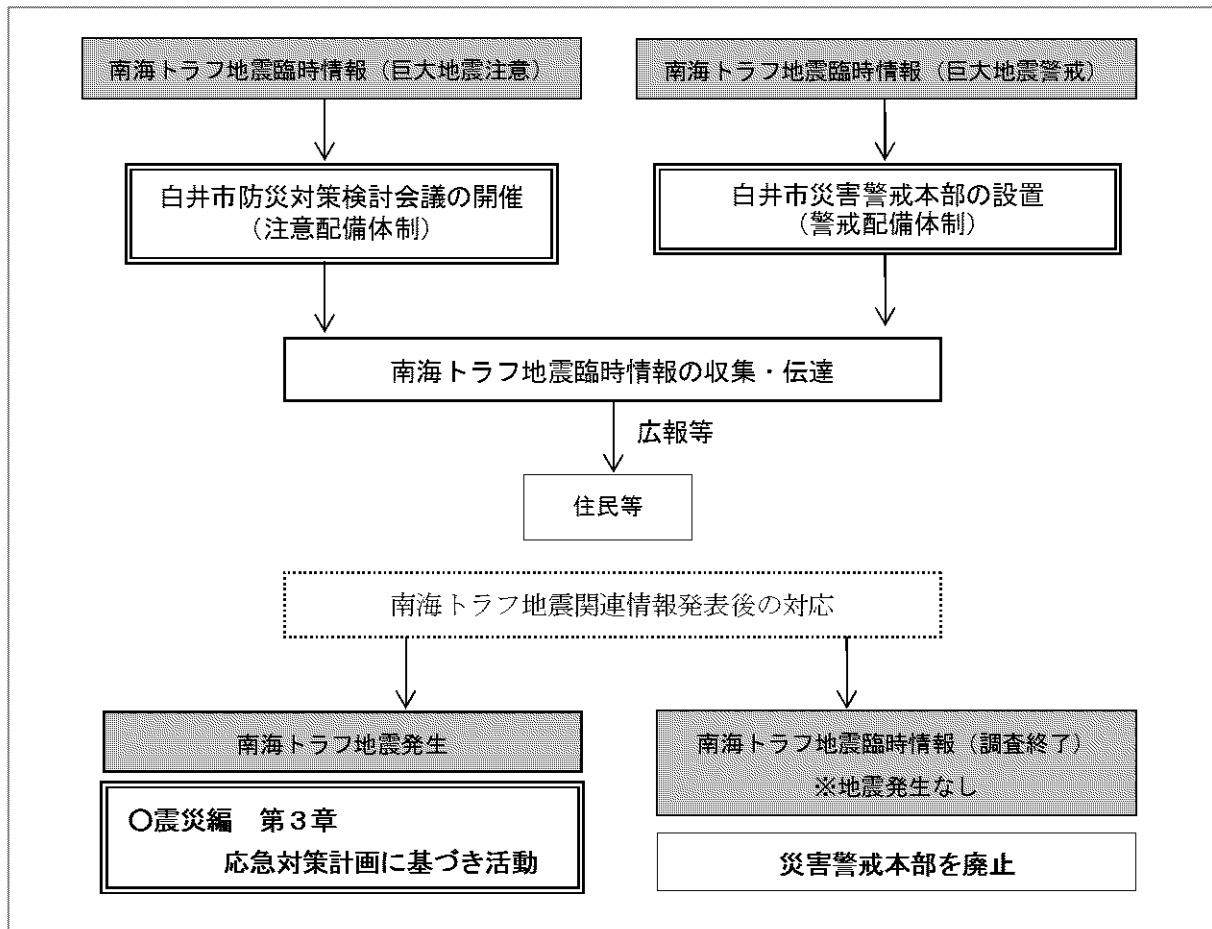 南海トラフ地震臨時情報（巨大地震注意）
南海トラフ地震臨時情報（巨大地震警戒）
白井市防災対策検討会議の開催
（注意配備体制）
白井市災害警戒本部の設置
（警戒配備体制）
南海トラフ地震臨時情報の収集・伝達
広報等
住民等
南海トラフ地震関連情報発表後の対応
南海トラフ地震発生
〇震災編　第３章
応急対策計画に基づき活動
南海トラフ地震臨時情報（調査終了）
※地震発生なし
災害警戒本部を廃止